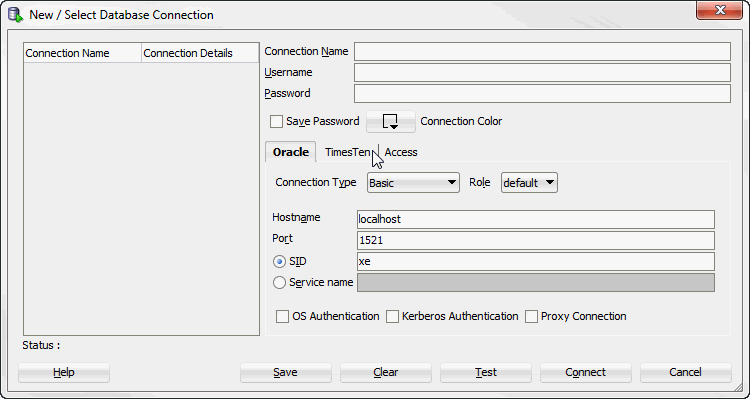 New / Select Database Connection
Connection Name Connection Details
Connection Name
Username
Password
Save Password Connection Color
Oracle TimesTen Access
Connection Type Basic Role default
Hostname localhost
Port 1521
SID xe
Service name
OS Authentication Kerberos Authentication Proxy Connection
Status :
Help Save Clear Test Connect Cancel